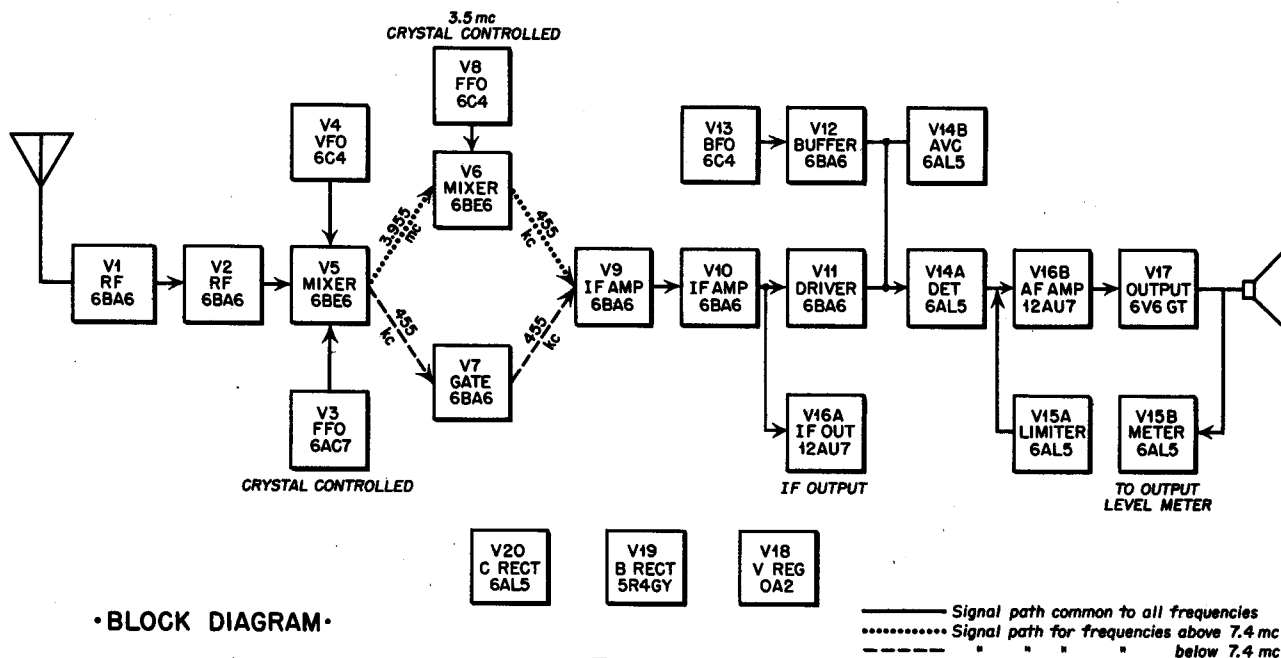 3.5 mc
CRYSTAL CONTROLLED
V8
FFO
6C4
V4
VFO
6C4
V6
MIXER
6BE6
V13
BFO
6C4
V12
BUFFER
6BA6
V14B
AVC
6AL5
3.955
mc
455
kc
V1
RF
6BA6
V2
RF
6BA6
V5
MIXER
6BE6
V9
IF AMP
6BA6
V10
IF AMP
6BA6
V11
DRIVER
6BA6
V14A
DET
6AL5
V16B
AF AMP
12AU7
V17
OUTPUT
6V6 GT
455
kc
455
kc
V7
GATE
6BA6
V3
FFO
6AC7
CRYSTAL CONTROLLED
V16A
IF OUT
12AU7
IF OUTPUT
V15A
LIMITER
6AL5
V15B
METER
6AL5
TO OUTPUT
LEVEL METER
V20
C RECT
6AL5
V19
B RECT
5R4GY
V18
V REG
0A2
•BLOCK DIAGRAM•
Signal path common to all frequencies
Signal path for frequencies above 7.4 mc
" " " " below 7.4 mc